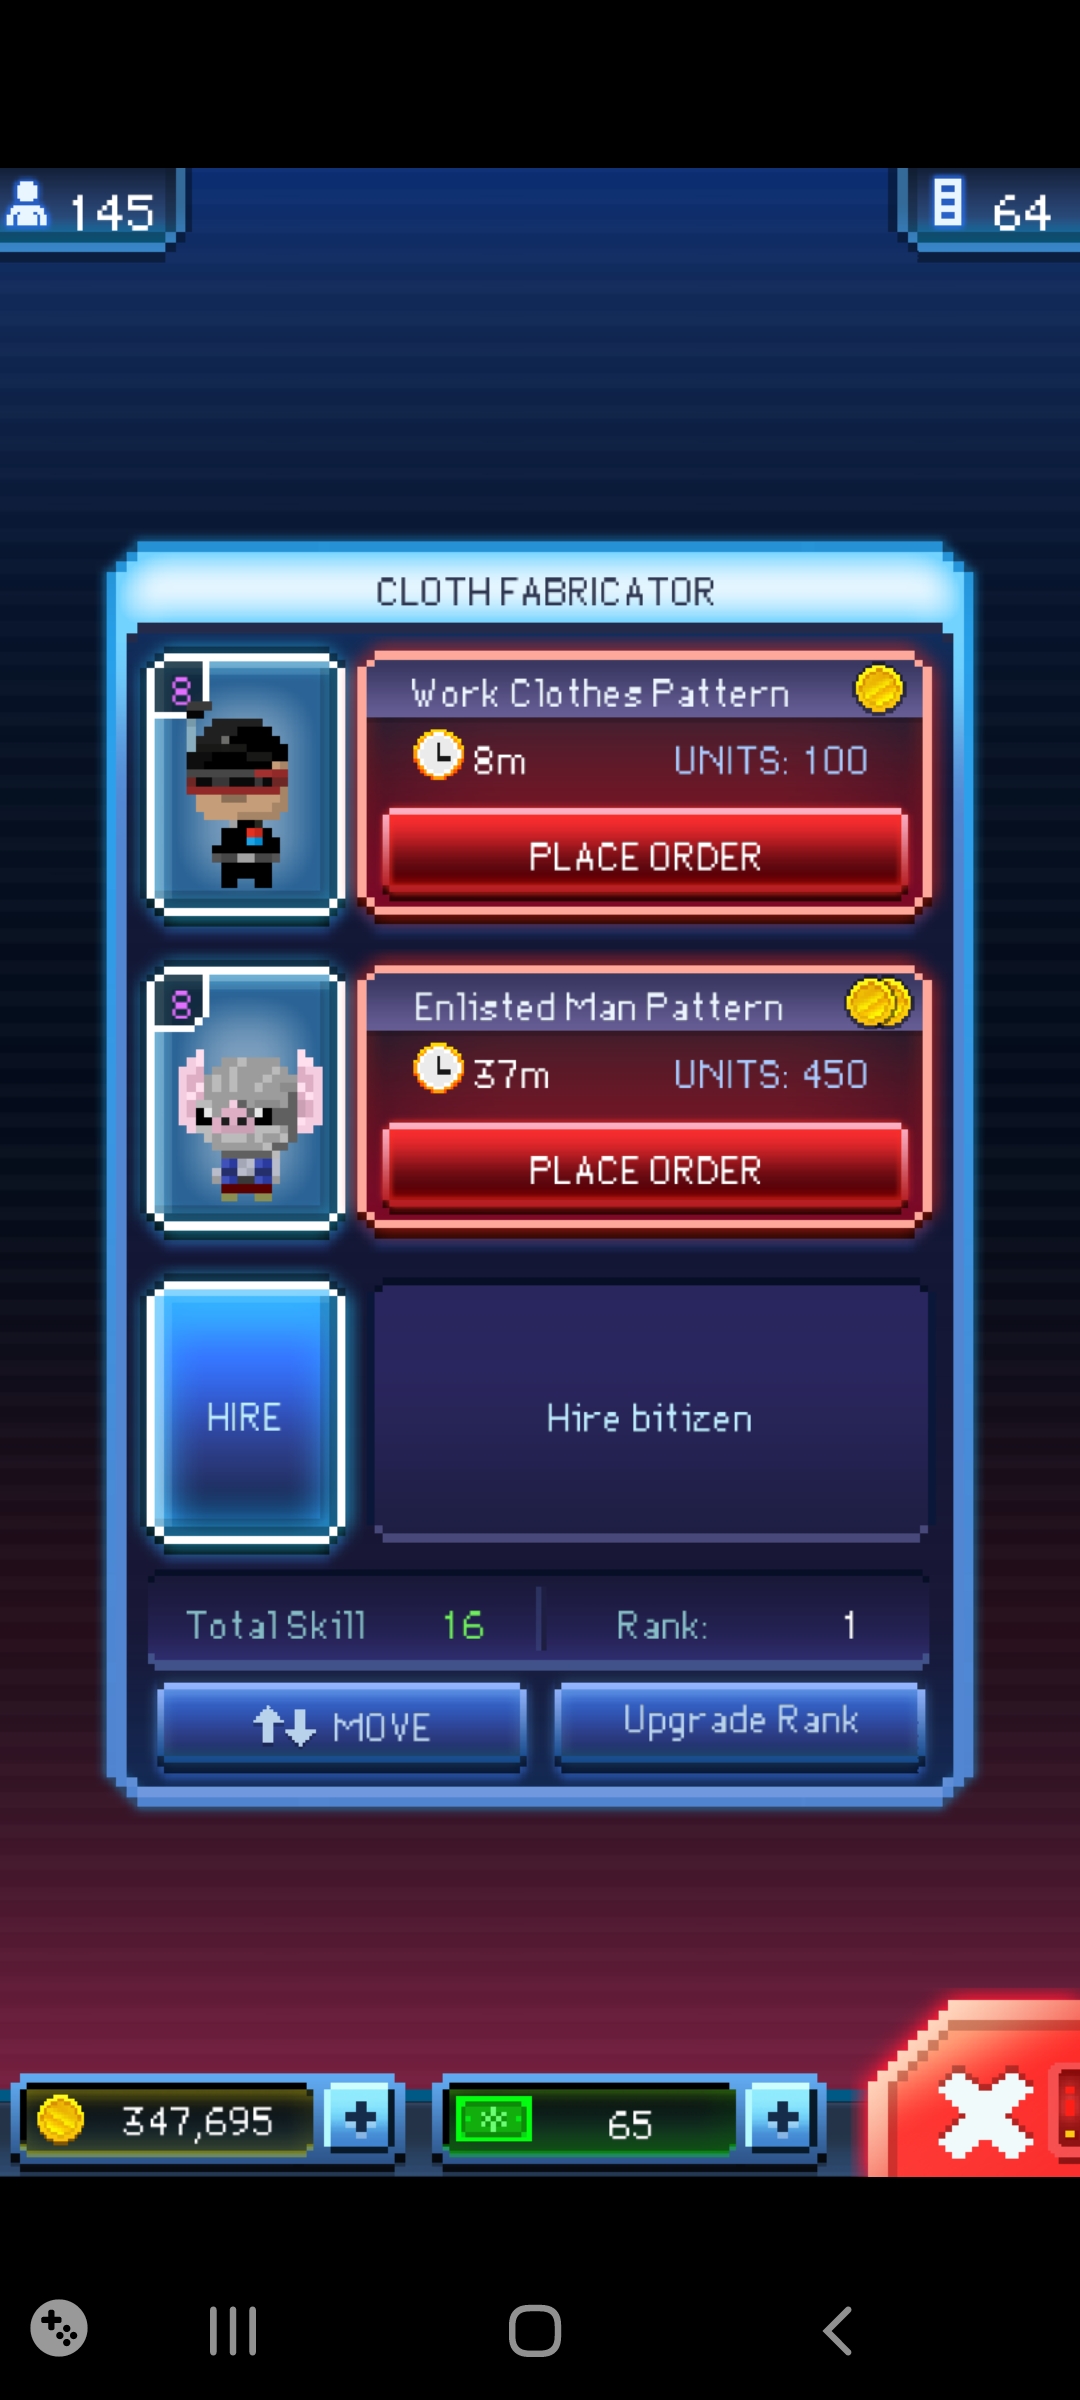 145
64
CLOTH FABRICATOR
8
Work Clothes Pattern
8m
UNITS: 100
PLACE ORDER
8
Enlisted Man Pattern
37m
UNITS: 450
PLACE ORDER
HIRE
Hire bitizen
Total Skill 16
Rank: 1
MOVE
Upgrade Rank
347,695
65